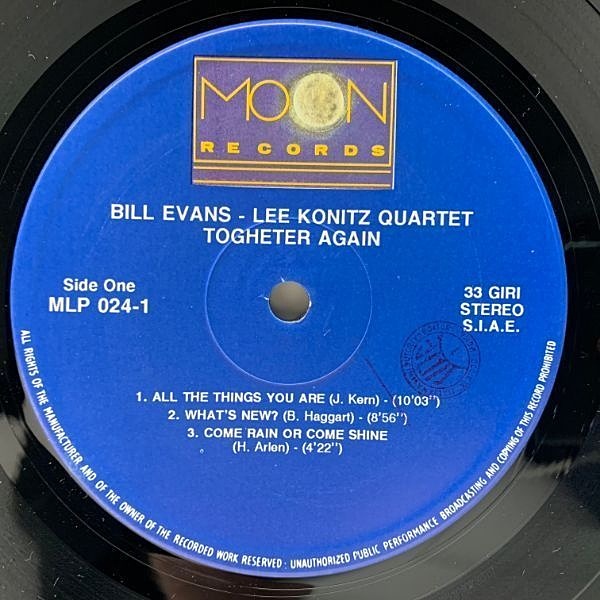 MOON
RECORDS
BILL EVANS - LEE KONITZ QUARTET
TOGHETER AGAIN
Side One
MLP 024-1
33 GIRI
STEREO
S.I.A.E.
1. ALL THE THINGS YOU ARE (J. Kern) - (10'03")
2. WHAT'S NEW? (B. Haggart) - (8'56")
3. COME RAIN OR COME SHINE
(H. Arlen) - (4'22")
ALL RIGHTS OF THE MANUFACTURER AND OF THE OWNER OF THE RECORDED WORK RESERVED - UNAUTHORIZED PUBLIC PERFORMANCE BROADCASTING AND COPYING OF THIS RECORD PROHIBITED